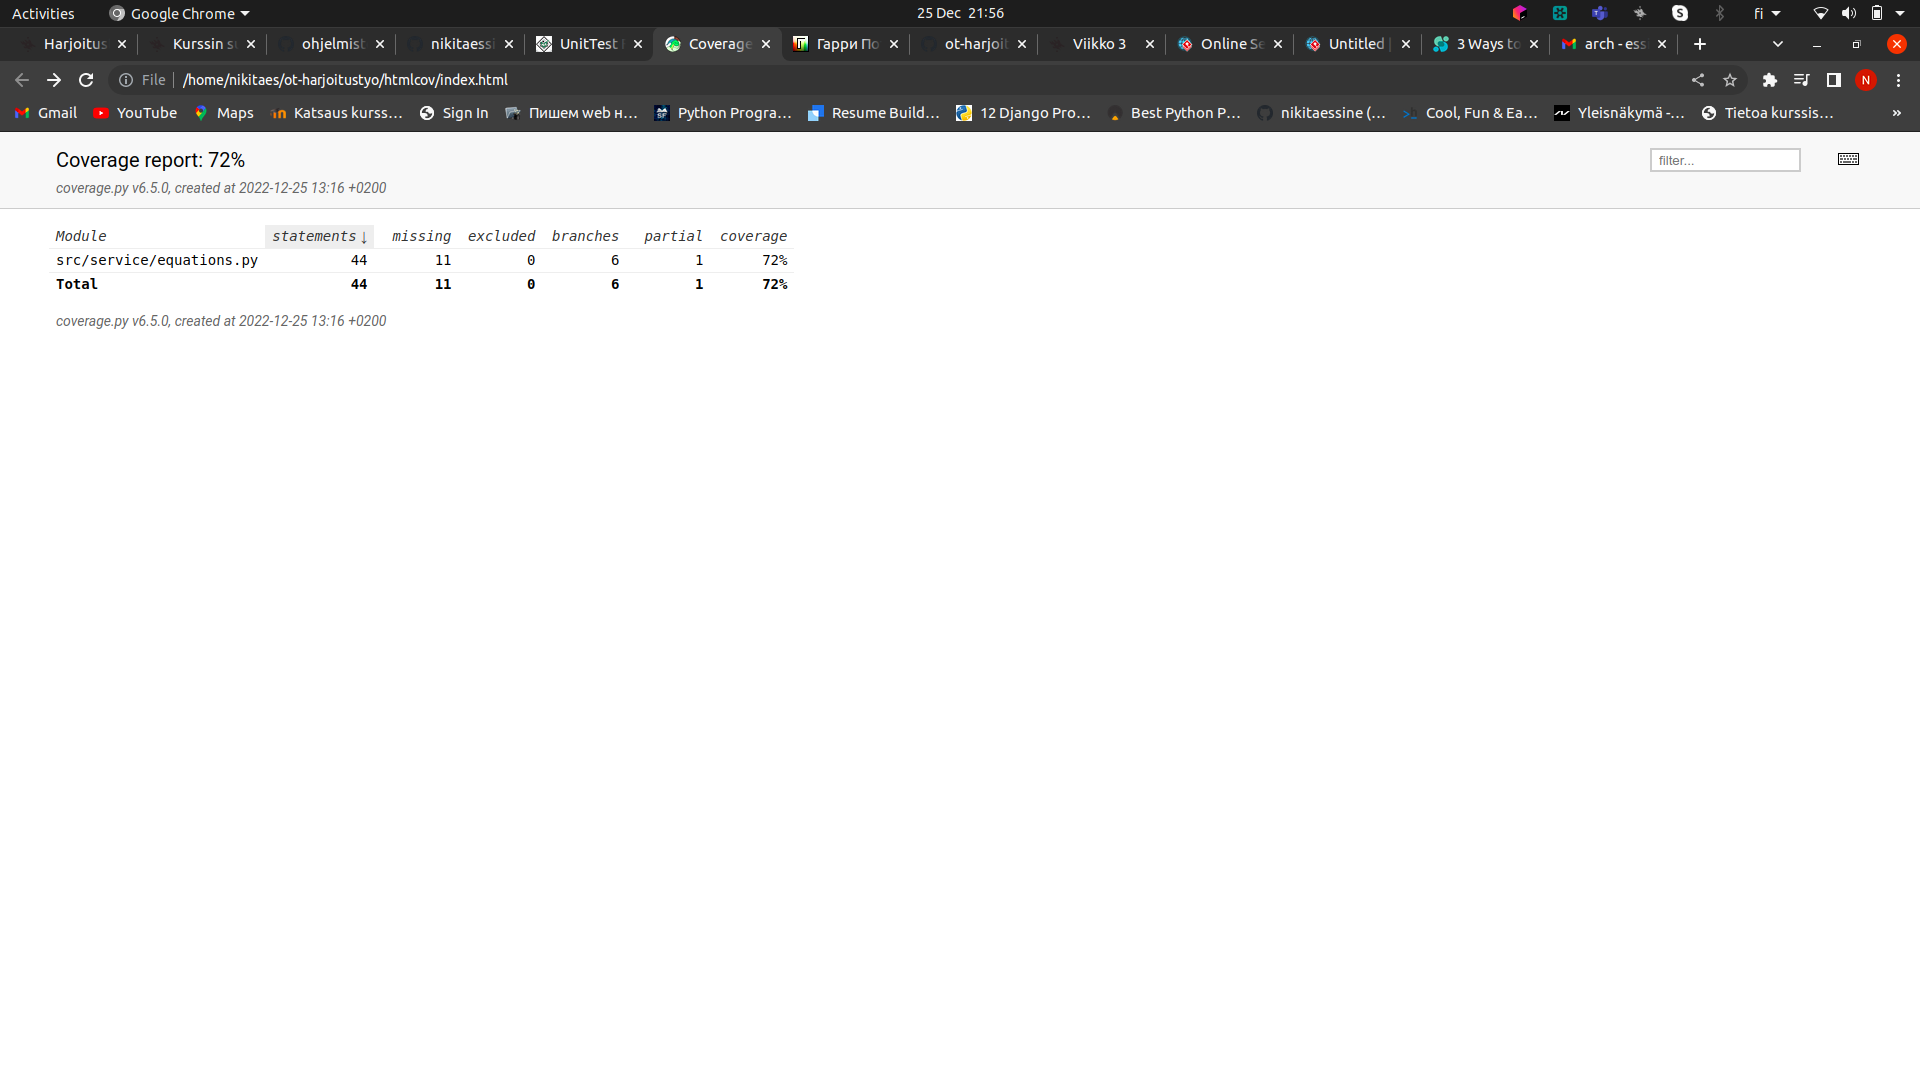 Activities Google Chrome 25 Dec 21:56 fi
Harjoitus Kurssin su ohjelmist nikitaessi UnitTest Coverage Гарри По ot-harjoit Viikko 3 Online Se Untitled 3 Ways to arch - essi
File /home/nikitaes/ot-harjoitustyo/htmlcov/index.html N
Gmail YouTube Maps Katsaus kurss... Sign In Пишем web н... Python Progra... Resume Build... 12 Django Pro... Best Python P... nikitaessine (... Cool, Fun & Ea... Yleisnäkymä -... Tietoa kurssis... »
Coverage report: 72% filter...
coverage.py v6.5.0, created at 2022-12-25 13:16 +0200
Module statements ↓ missing excluded branches partial coverage
src/service/equations.py 44 11 0 6 1 72%
Total 44 11 0 6 1 72%
coverage.py v6.5.0, created at 2022-12-25 13:16 +0200